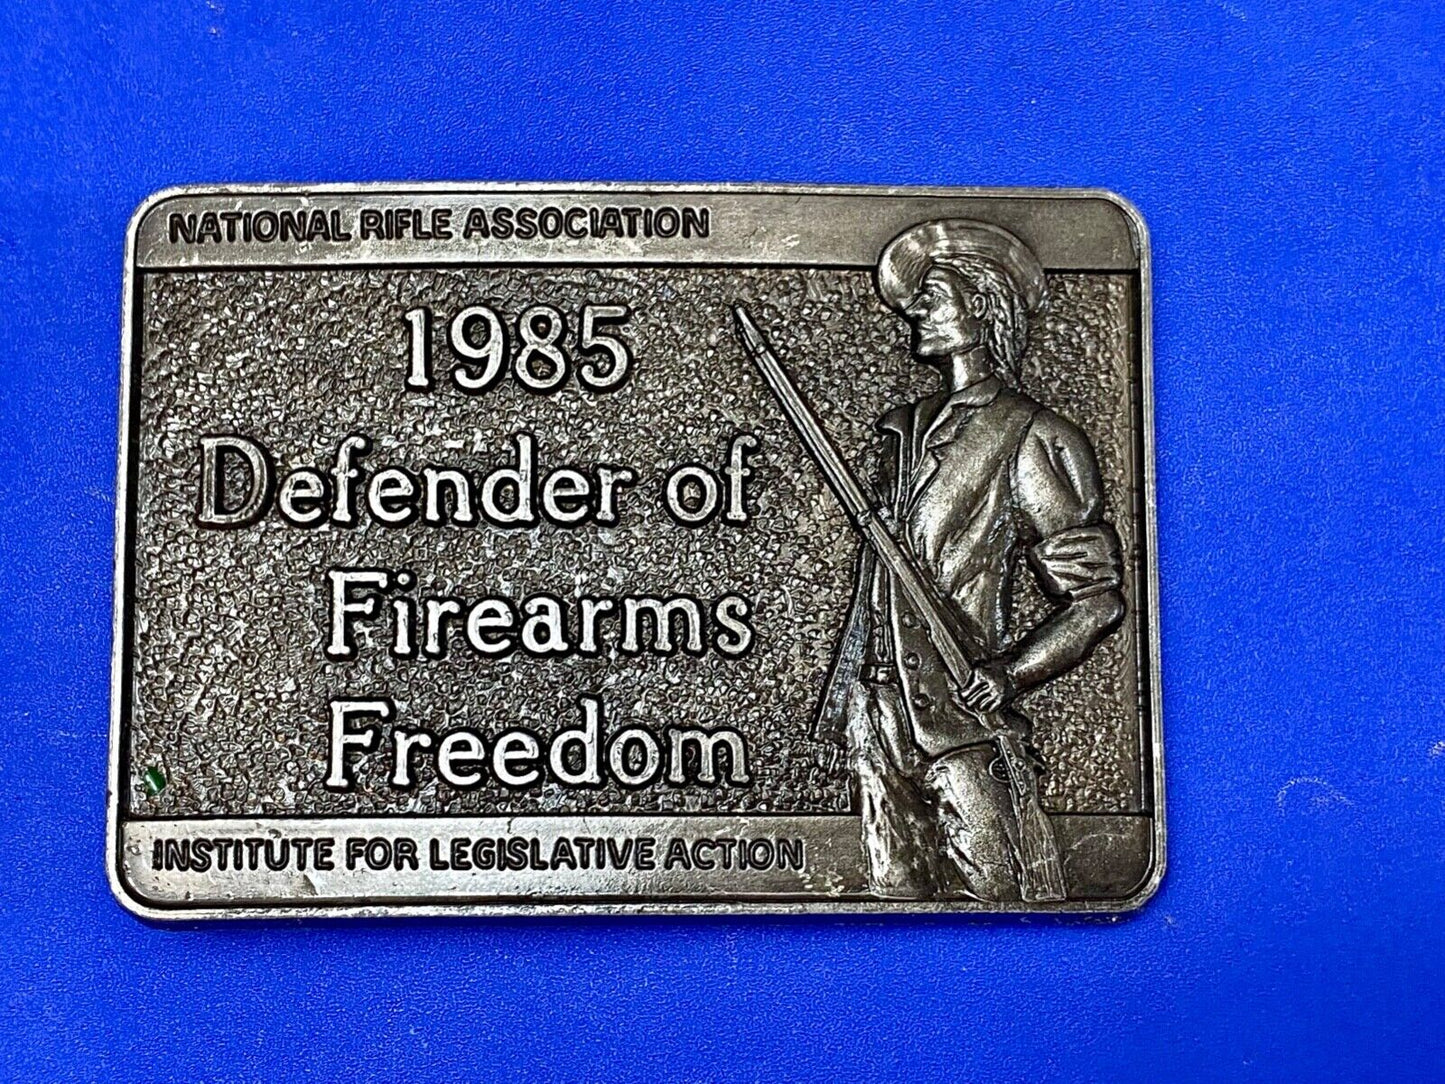 NATIONAL RIFLE ASSOCIATION
1985
Defender of
Firearms
Freedom
INSTITUTE FOR LEGISLATIVE ACTION